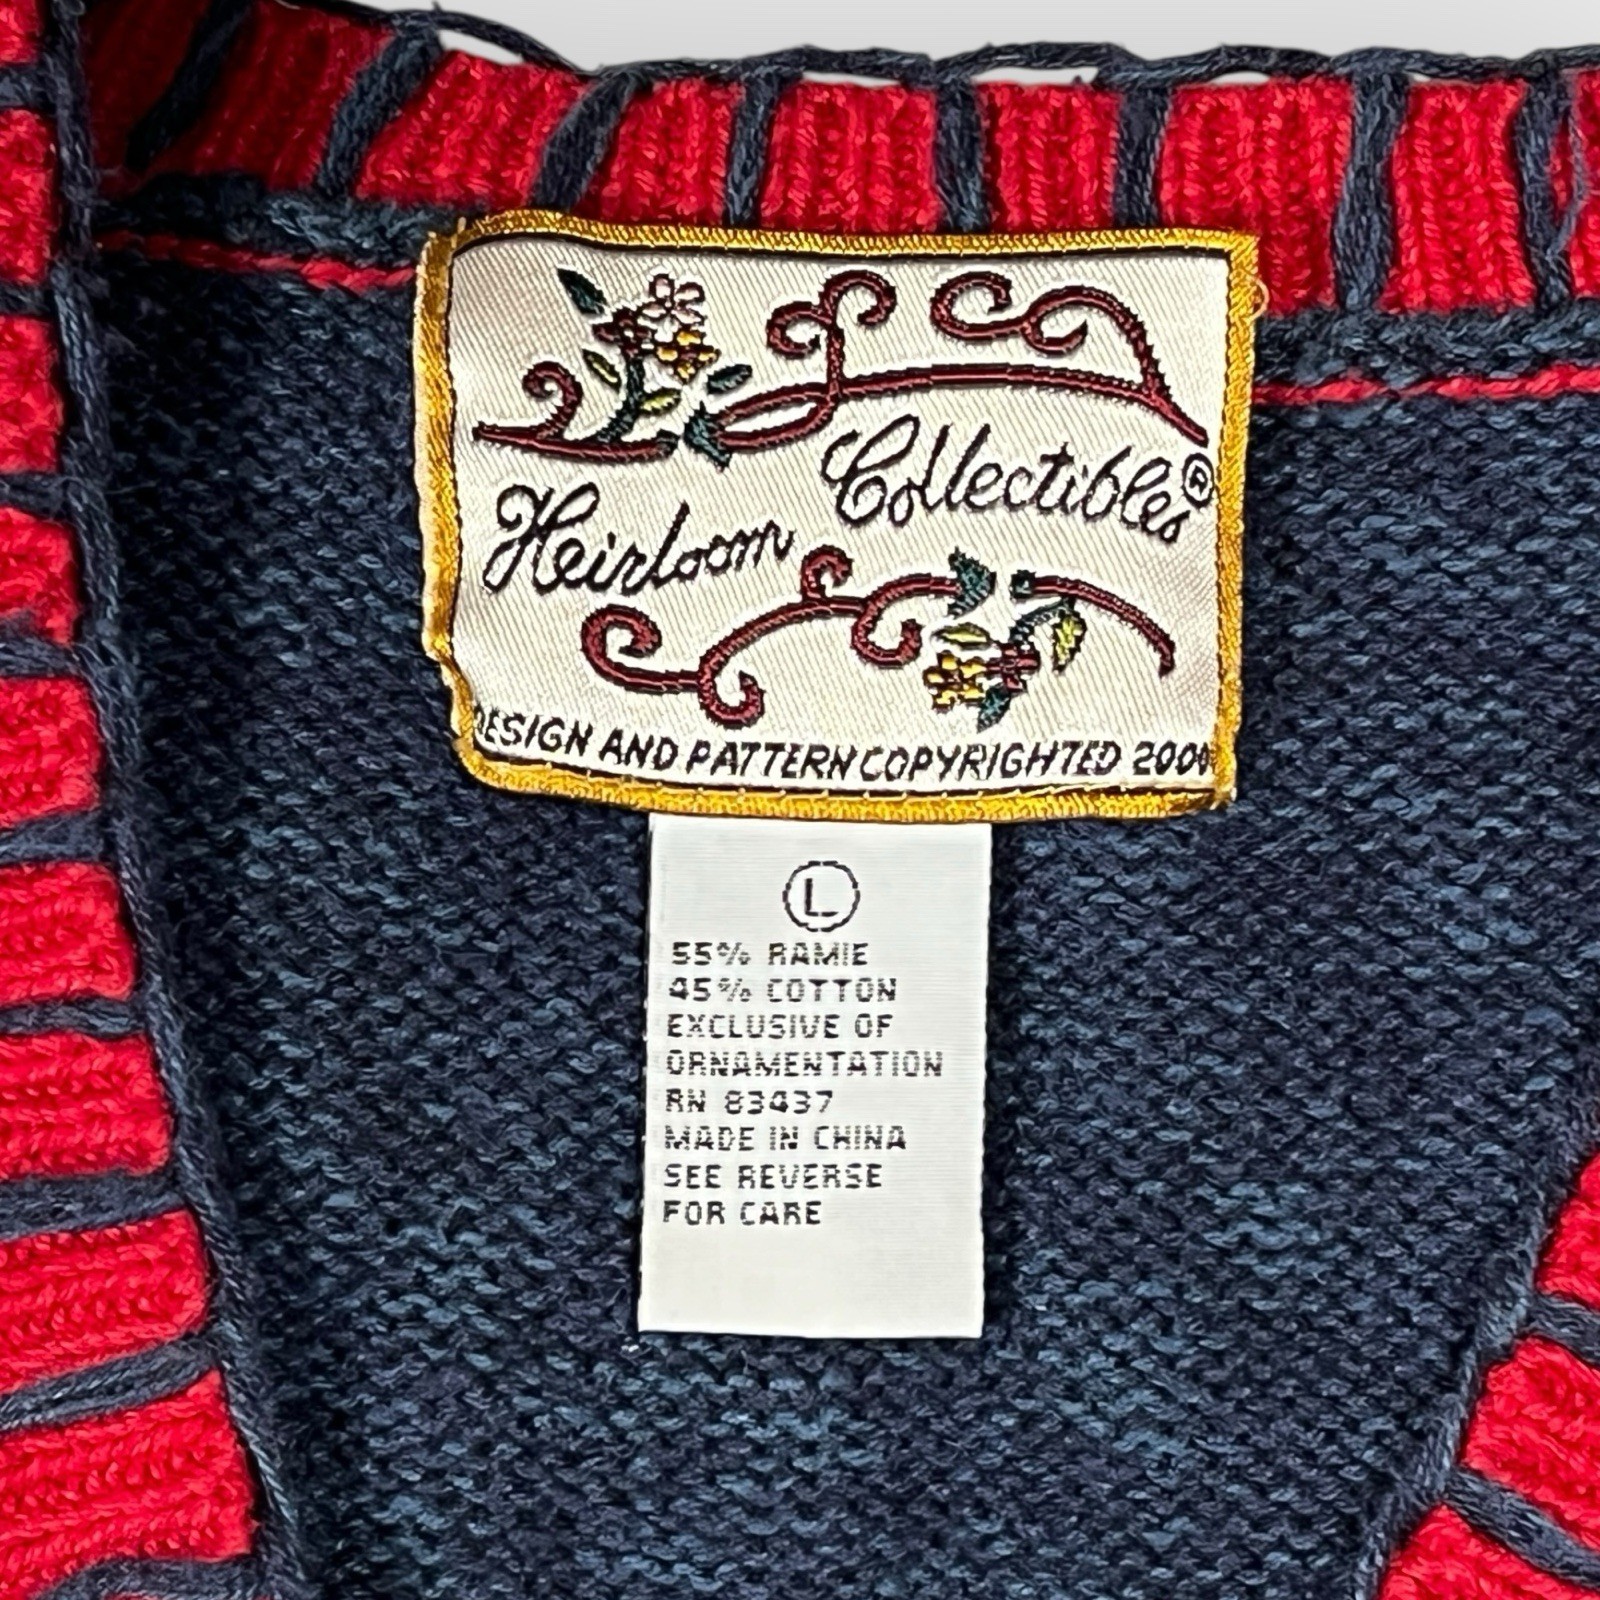 Heirloom Collectibles®
DESIGN AND PATTERN COPYRIGHTED 2000
L
55% RAMIE
45% COTTON
EXCLUSIVE OF
ORNAMENTATION
RN 83437
MADE IN CHINA
SEE REVERSE
FOR CARE